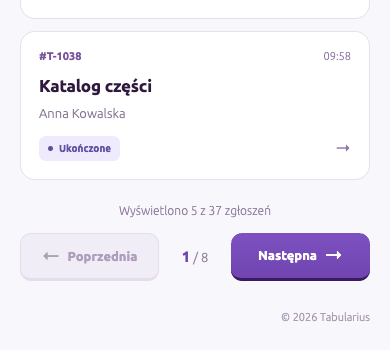 #T-1038 09:58
Katalog części
Anna Kowalska
Ukończone →
Wyświetlono 5 z 37 zgłoszeń
← Poprzednia 1 / 8 Następna →
© 2026 Tabularius